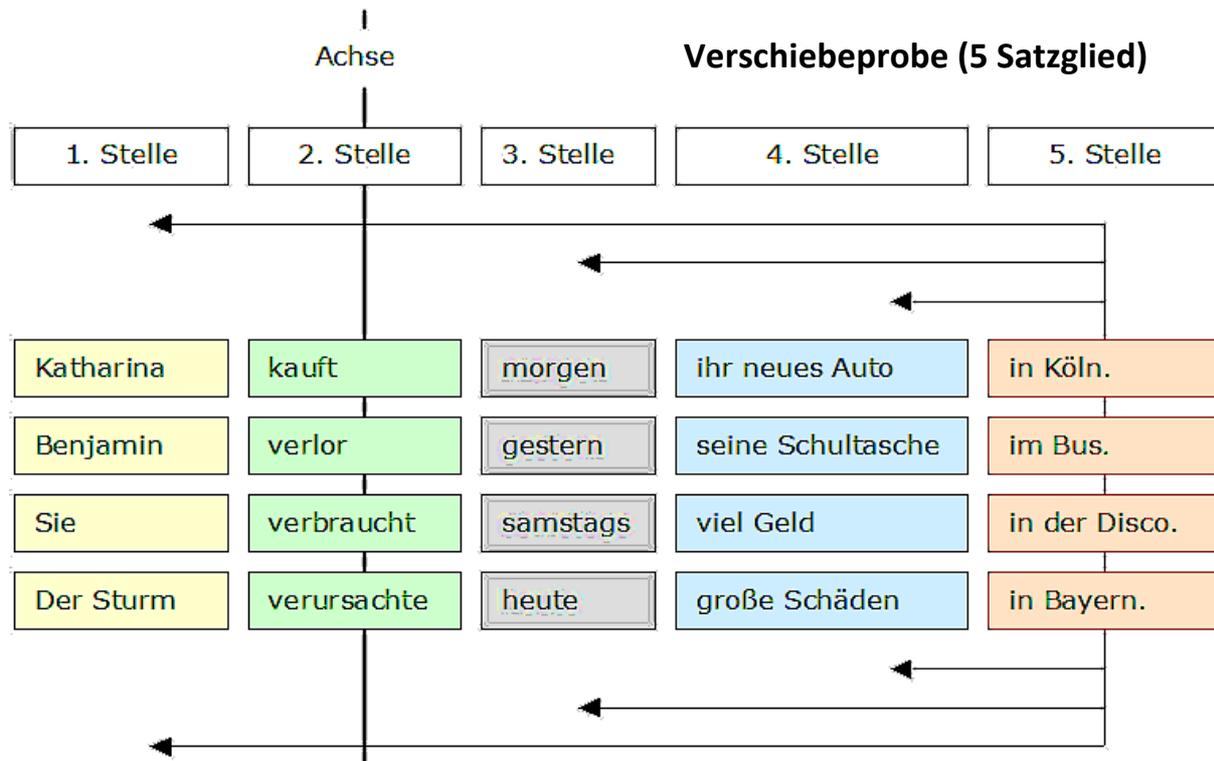 Achse
Verschiebeprobe (5 Satzglied)
1. Stelle 2. Stelle 3. Stelle 4. Stelle 5. Stelle
Katharina kauft morgen ihr neues Auto in Köln.
Benjamin verlor gestern seine Schultasche im Bus.
Sie verbraucht samstags viel Geld in der Disco.
Der Sturm verursachte heute große Schäden in Bayern.